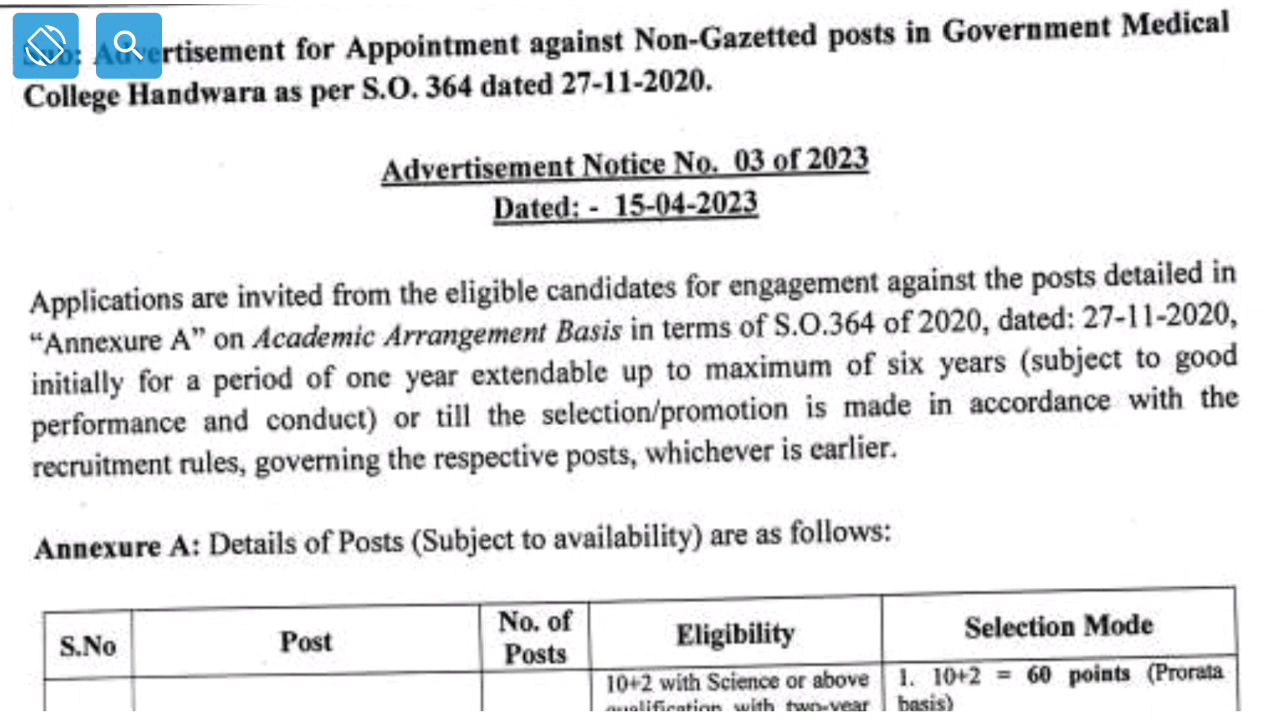 Sub: Advertisement for Appointment against Non-Gazetted posts in Government Medical
College Handwara as per S.O. 364 dated 27-11-2020.
Advertisement Notice No. 03 of 2023
Dated: - 15-04-2023
Applications are invited from the eligible candidates for engagement against the posts detailed in
“Annexure A” on Academic Arrangement Basis in terms of S.O.364 of 2020, dated: 27-11-2020,
initially for a period of one year extendable up to maximum of six years (subject to good
performance and conduct) or till the selection/promotion is made in accordance with the
recruitment rules, governing the respective posts, whichever is earlier.
Annexure A: Details of Posts (Subject to availability) are as follows:
S.No Post No. of Posts Eligibility Selection Mode
10+2 with Science or above 1. 10+2 = 60 points (Prorata
qualification with two-year basis)